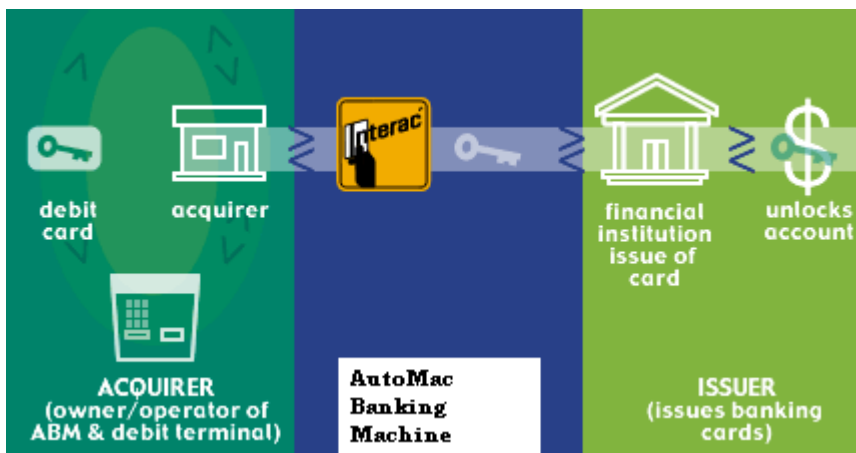 Interac
debit
card
acquirer
financial
institution
issue of
card
unlocks
account
ACQUIRER
(owner/operator of
ABM & debit terminal)
AutoMac
Banking
Machine
ISSUER
(issues banking
cards)